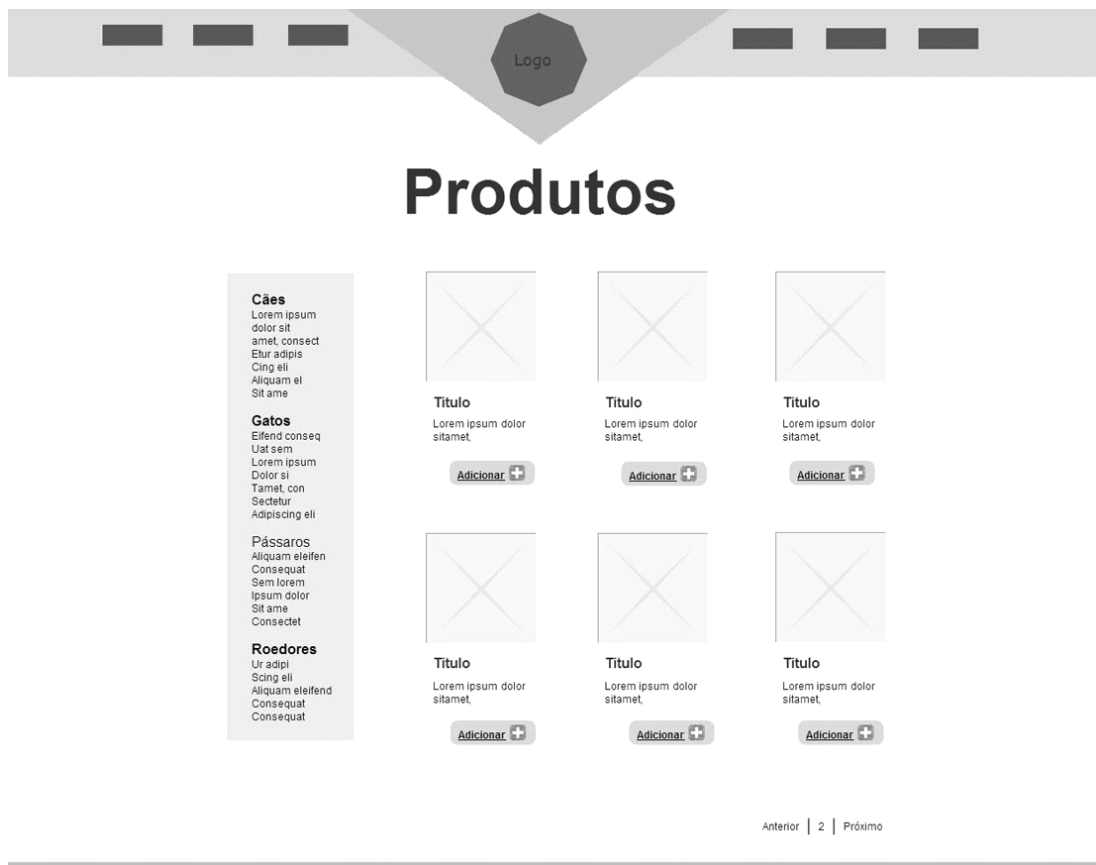 Logo
Produtos
Cães
Lorem ipsum
dolor sit
amet, consect
Etur adipis
Cing eli
Aliquam el
Sit ame
Gatos
Eifend conseq
Uat sem
Lorem ipsum
Dolor si
Tamet, con
Sectetur
Adipiscing eli
Pássaros
Aliquam eleifen
Consequat
Sem lorem
Ipsum dolor
Sit ame
Consectet
Roedores
Ur adipi
Scing eli
Aliquam eleifend
Consequat
Consequat
Titulo
Lorem ipsum dolor
sitamet,
Adicionar
Titulo
Lorem ipsum dolor
sitamet,
Adicionar
Titulo
Lorem ipsum dolor
sitamet,
Adicionar
Titulo
Lorem ipsum dolor
sitamet,
Adicionar
Titulo
Lorem ipsum dolor
sitamet,
Adicionar
Titulo
Lorem ipsum dolor
sitamet,
Adicionar
Anterior | 2 | Próximo